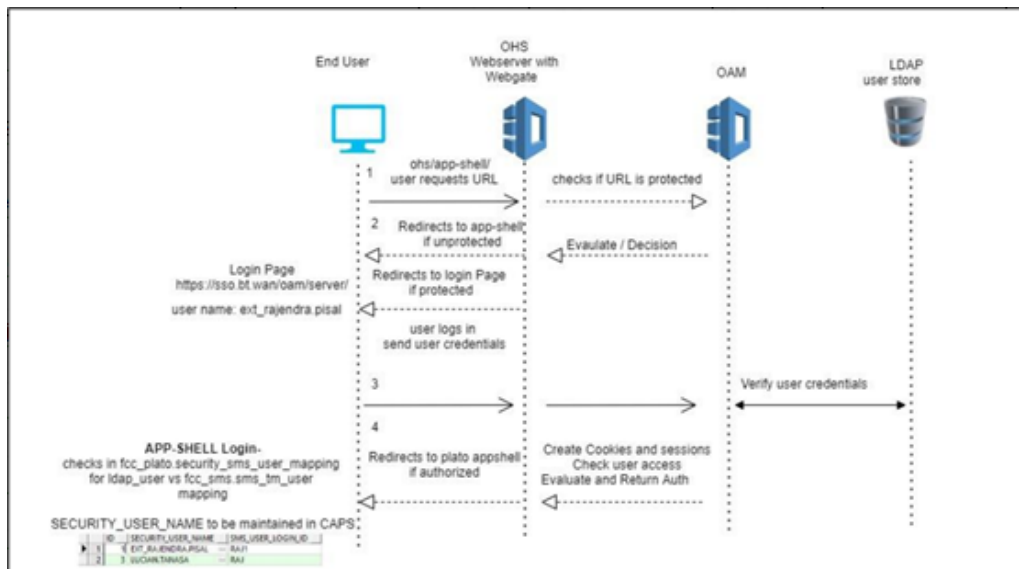 End User
OHS
Webserver with
Webgate
OAM
LDAP
user store
1
ohs/app-shell/
user requests URL
checks if URL is protected
2
Redirects to app-shell
if unprotected
Evaulate / Decision
Login Page
https://sso.bt.wan/oam/server/
user name: ext_rajendra.pisal
Redirects to login Page
if protected
user logs in
send user credentials
3
Verify user credentials
4
APP-SHELL Login-
checks in fcc_plato.security_sms_user_mapping
for ldap_user vs fcc_sms.sms_tm_user
mapping
Redirects to plato appshell
if authorized
Create Cookies and sessions
Check user access
Evaluate and Return Auth
SECURITY_USER_NAME to be maintained in CAPS
ID SECURITY_USER_NAME SMS_USER_LOGIN_ID
1 EXT_RAJENDRA.PISAL ... RAJ1
2 3 LUCIAN.TANASA ... RAJ